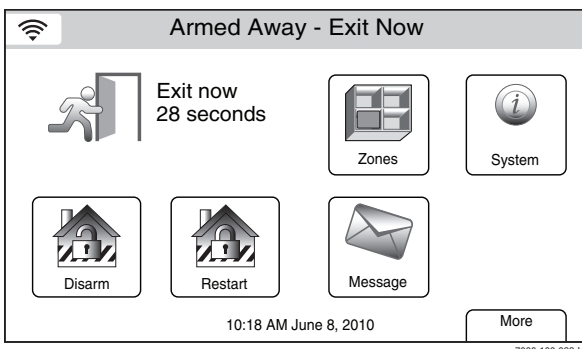 Armed Away - Exit Now
Exit now
28 seconds
Zones
System
Disarm
Restart
Message
10:18 AM June 8, 2010
More